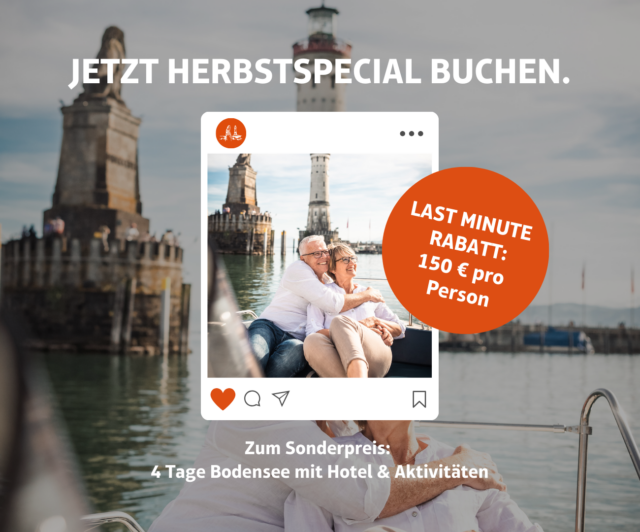 JETZT HERBSTSPECIAL BUCHEN.
LAST MINUTE
RABATT:
150 € pro
Person
Zum Sonderpreis:
4 Tage Bodensee mit Hotel & Aktivitäten